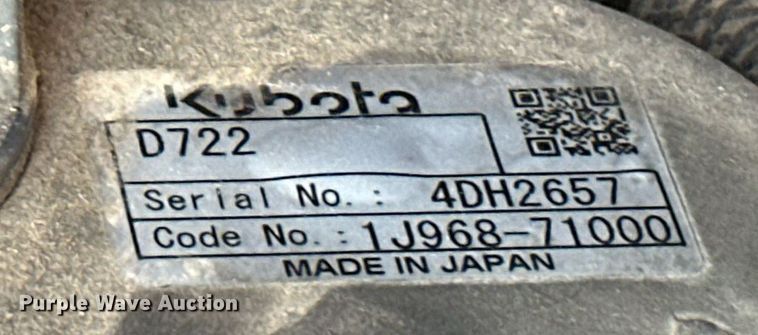 Kubota
D722
Serial No. : 4DH2657
Code No. : 1J968-71000
MADE IN JAPAN
Purple Wave Auction